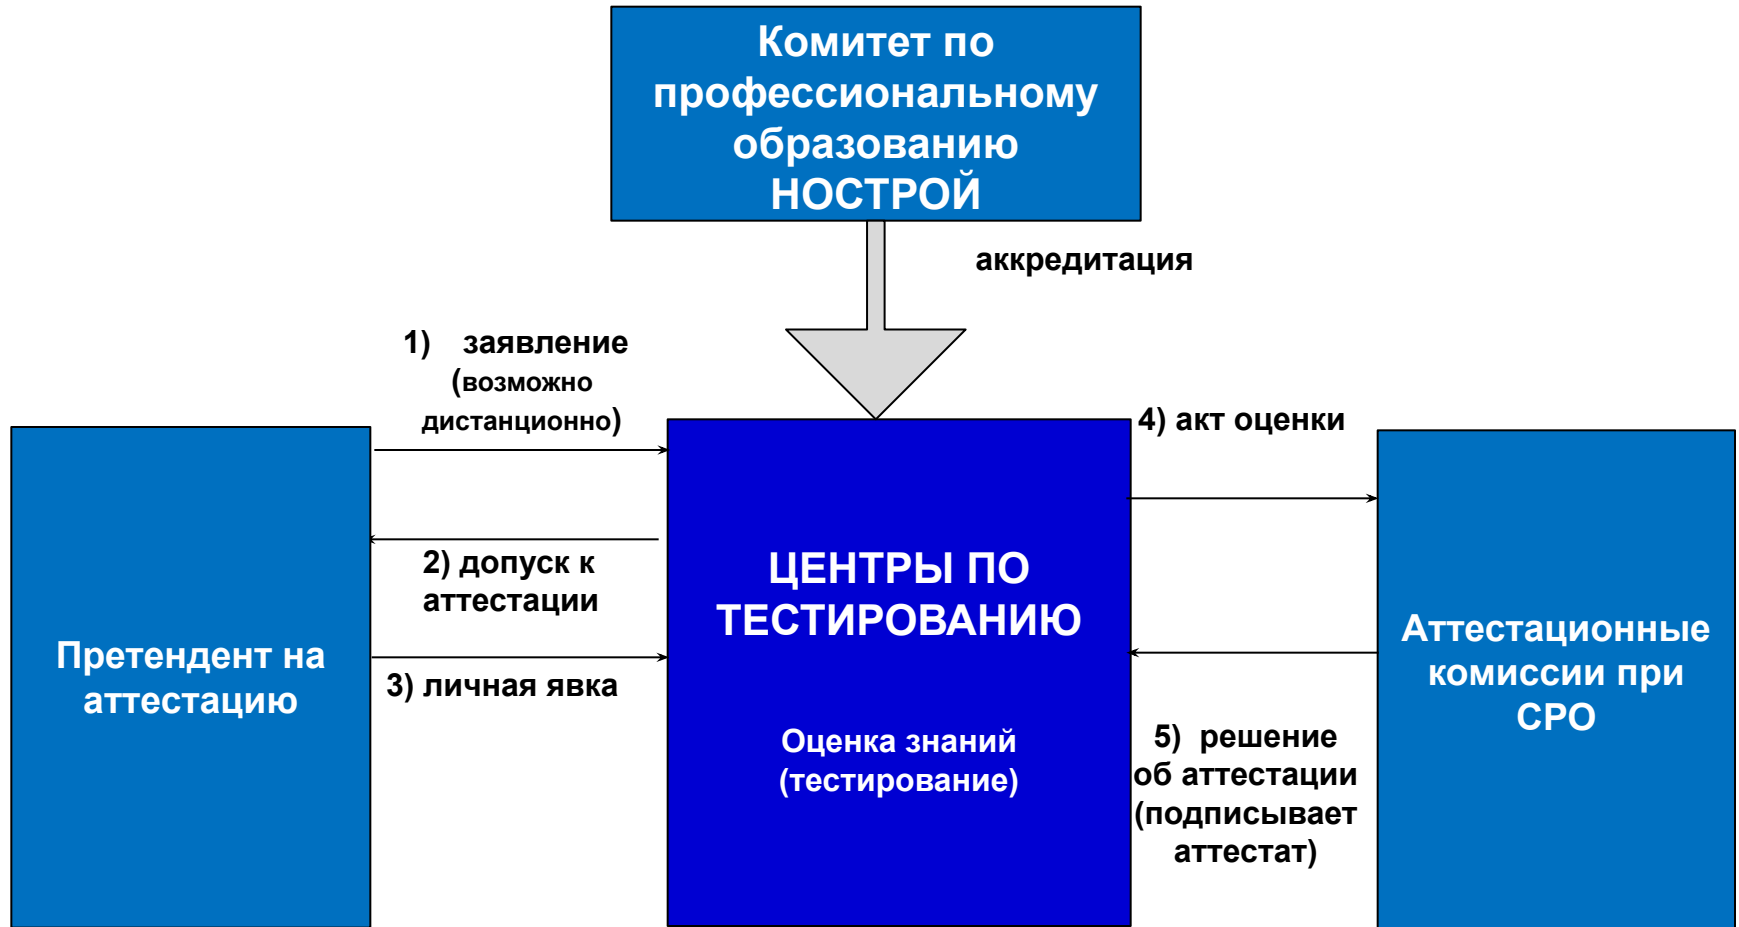 Комитет по
профессиональному
образованию
НОСТРОЙ
аккредитация
1) заявление
(возможно
дистанционно)
2) допуск к
аттестации
3) личная явка
Претендент на
аттестацию
ЦЕНТРЫ ПО
ТЕСТИРОВАНИЮ
Оценка знаний
(тестирование)
4) акт оценки
5) решение
об аттестации
(подписывает
аттестат)
Аттестационные
комиссии при
СРО